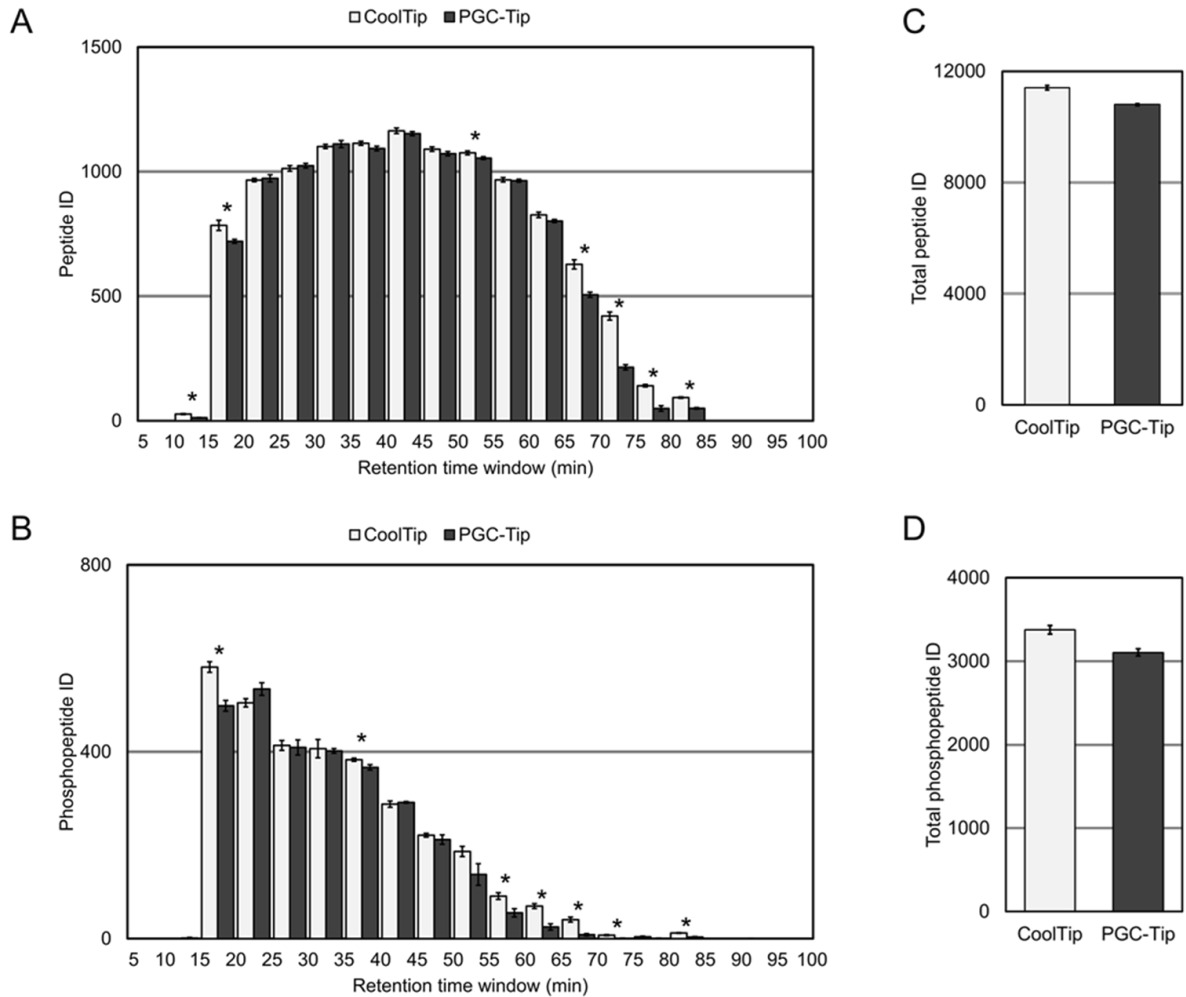 A
CoolTip PGC-Tip
1500
1000
500
0
Peptide ID
* * * * * * *
5 10 15 20 25 30 35 40 45 50 55 60 65 70 75 80 85 90 95 100
Retention time window (min)
C
12000
8000
4000
0
Total peptide ID
CoolTip PGC-Tip
B
CoolTip PGC-Tip
800
400
0
Phosphopeptide ID
* * * * * * *
5 10 15 20 25 30 35 40 45 50 55 60 65 70 75 80 85 90 95 100
Retention time window (min)
D
4000
3000
2000
1000
0
Total phosphopeptide ID
CoolTip PGC-Tip